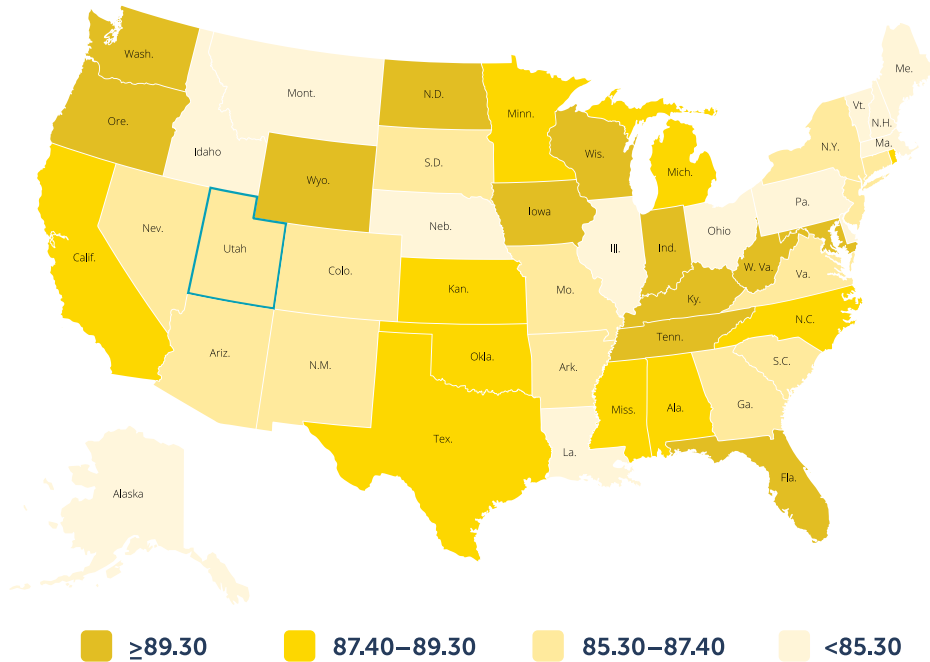 Wash.
Mont.
N.D.
Minn.
Me.
Ore.
Idaho
Wyo.
S.D.
Wis.
Mich.
N.Y.
Vt.
N.H.
Ma.
Nev.
Utah
Colo.
Neb.
Iowa
Ill.
Ind.
Ohio
Pa.
Calif.
Kan.
Mo.
Ky.
W. Va.
Va.
Ariz.
N.M.
Okla.
Ark.
Tenn.
N.C.
S.C.
Tex.
La.
Miss.
Ala.
Ga.
Fla.
Alaska
≥89.30
87.40–89.30
85.30–87.40
<85.30